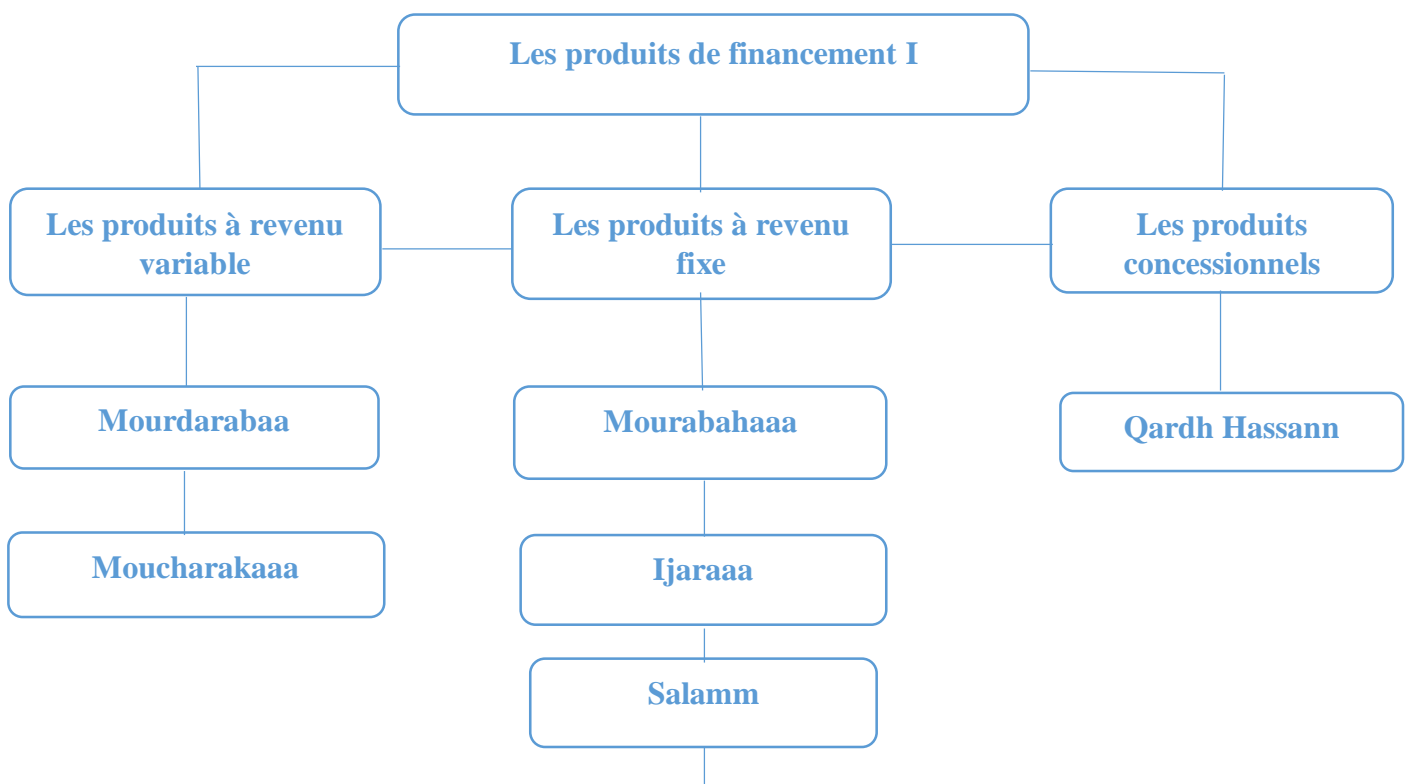 Les produits de financement I
Les produits à revenu
variable
Les produits à revenu
fixe
Les produits
concessionnels
Mourdarabaa
Mourabahaaa
Qardh Hassann
Moucharakaaa
Ijaraaa
Salamm